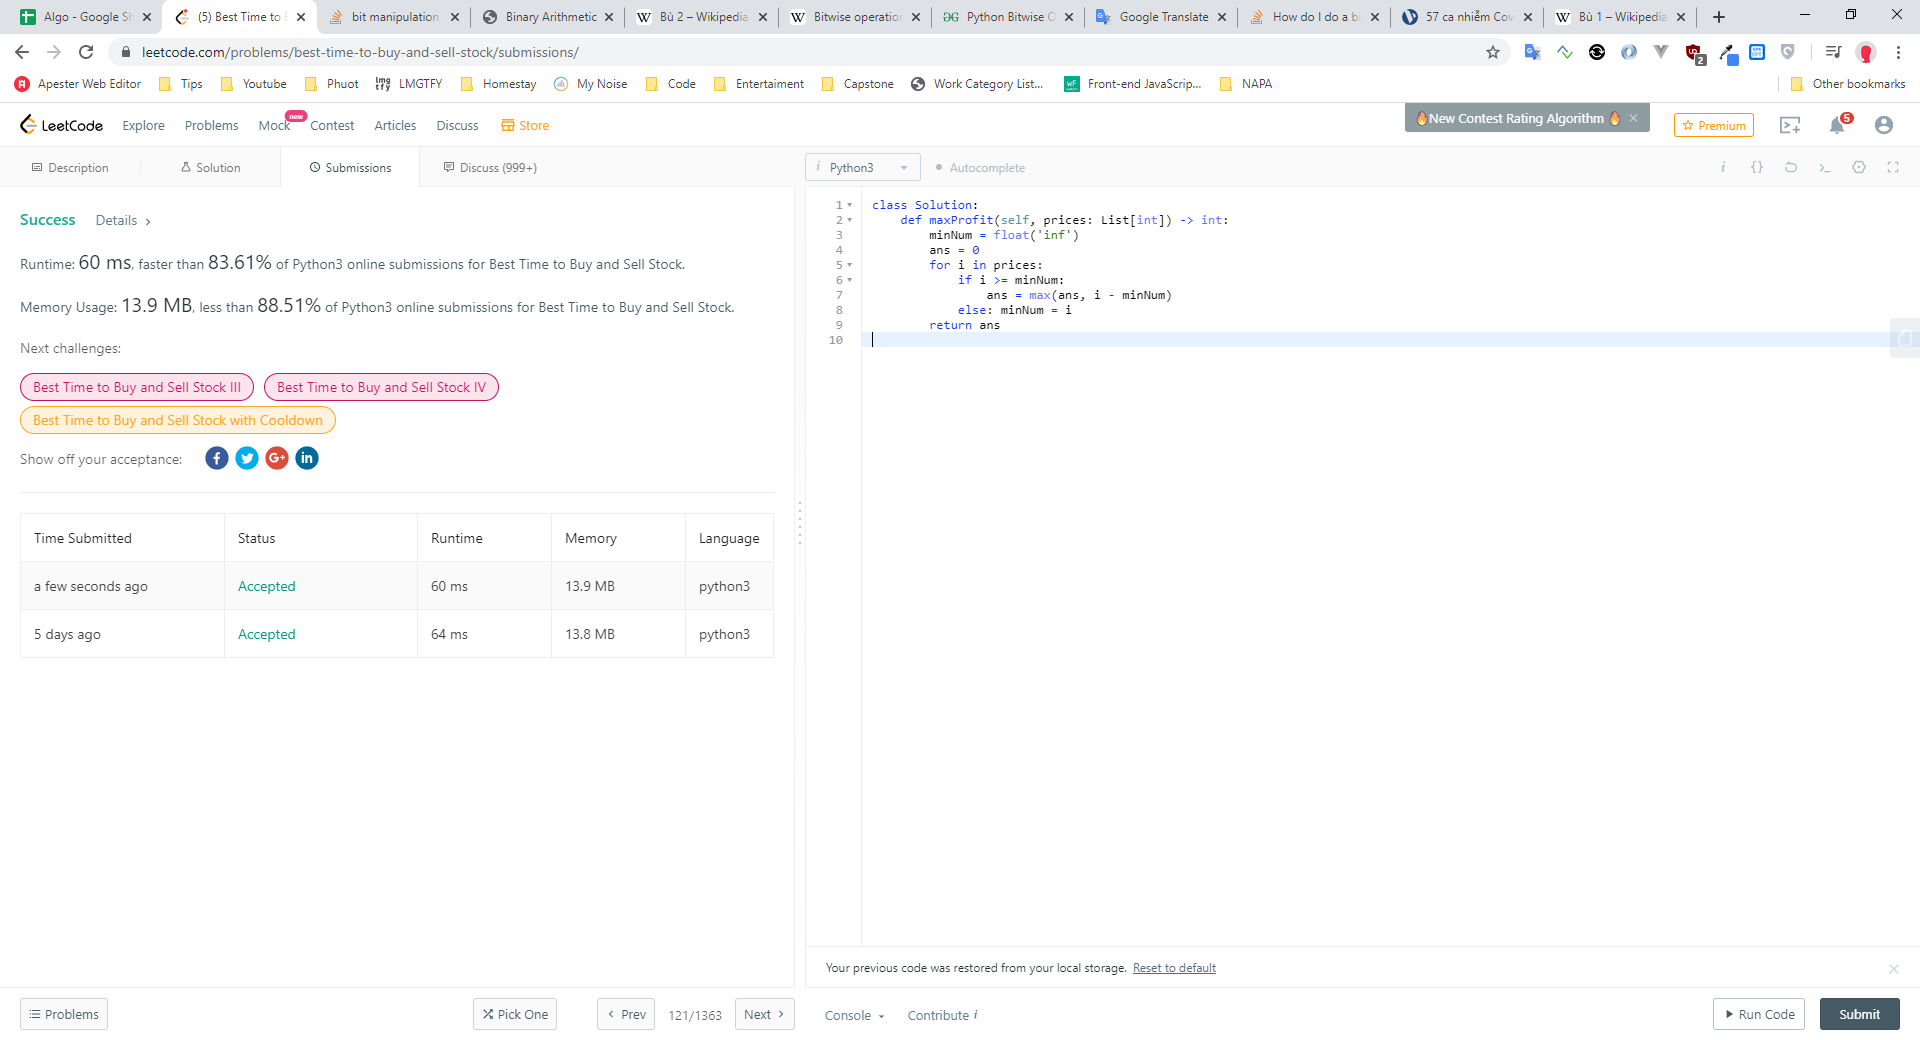 Algo - Google Sh
(5) Best Time to B
bit manipulation
Binary Arithmetic
Bù 2 – Wikipedia
Bitwise operation
Python Bitwise O
Google Translate
How do I do a bi
57 ca nhiễm Cov
Bù 1 – Wikipedia
leetcode.com/problems/best-time-to-buy-and-sell-stock/submissions/
2
Apester Web Editor
Tips
Youtube
Phuot
LMGTFY
Homestay
My Noise
Code
Entertaiment
Capstone
Work Category List...
Front-end JavaScrip...
NAPA
Other bookmarks
LeetCode
Explore
Problems
Mock
new
Contest
Articles
Discuss
Store
New Contest Rating Algorithm
Premium
5
Description
Solution
Submissions
Discuss (999+)
i Python3
Autocomplete
Success
Details
Runtime: 60 ms, faster than 83.61% of Python3 online submissions for Best Time to Buy and Sell Stock.
Memory Usage: 13.9 MB, less than 88.51% of Python3 online submissions for Best Time to Buy and Sell Stock.
Next challenges:
Best Time to Buy and Sell Stock III
Best Time to Buy and Sell Stock IV
Best Time to Buy and Sell Stock with Cooldown
Show off your acceptance:
Time Submitted Status Runtime Memory Language
a few seconds ago Accepted 60 ms 13.9 MB python3
5 days ago Accepted 64 ms 13.8 MB python3
1 class Solution:
2 def maxProfit(self, prices: List[int]) -> int:
3 minNum = float('inf')
4 ans = 0
5 for i in prices:
6 if i >= minNum:
7 ans = max(ans, i - minNum)
8 else: minNum = i
9 return ans
10
Your previous code was restored from your local storage. Reset to default
Problems
Pick One
Prev
121/1363
Next
Console
Contribute i
Run Code
Submit